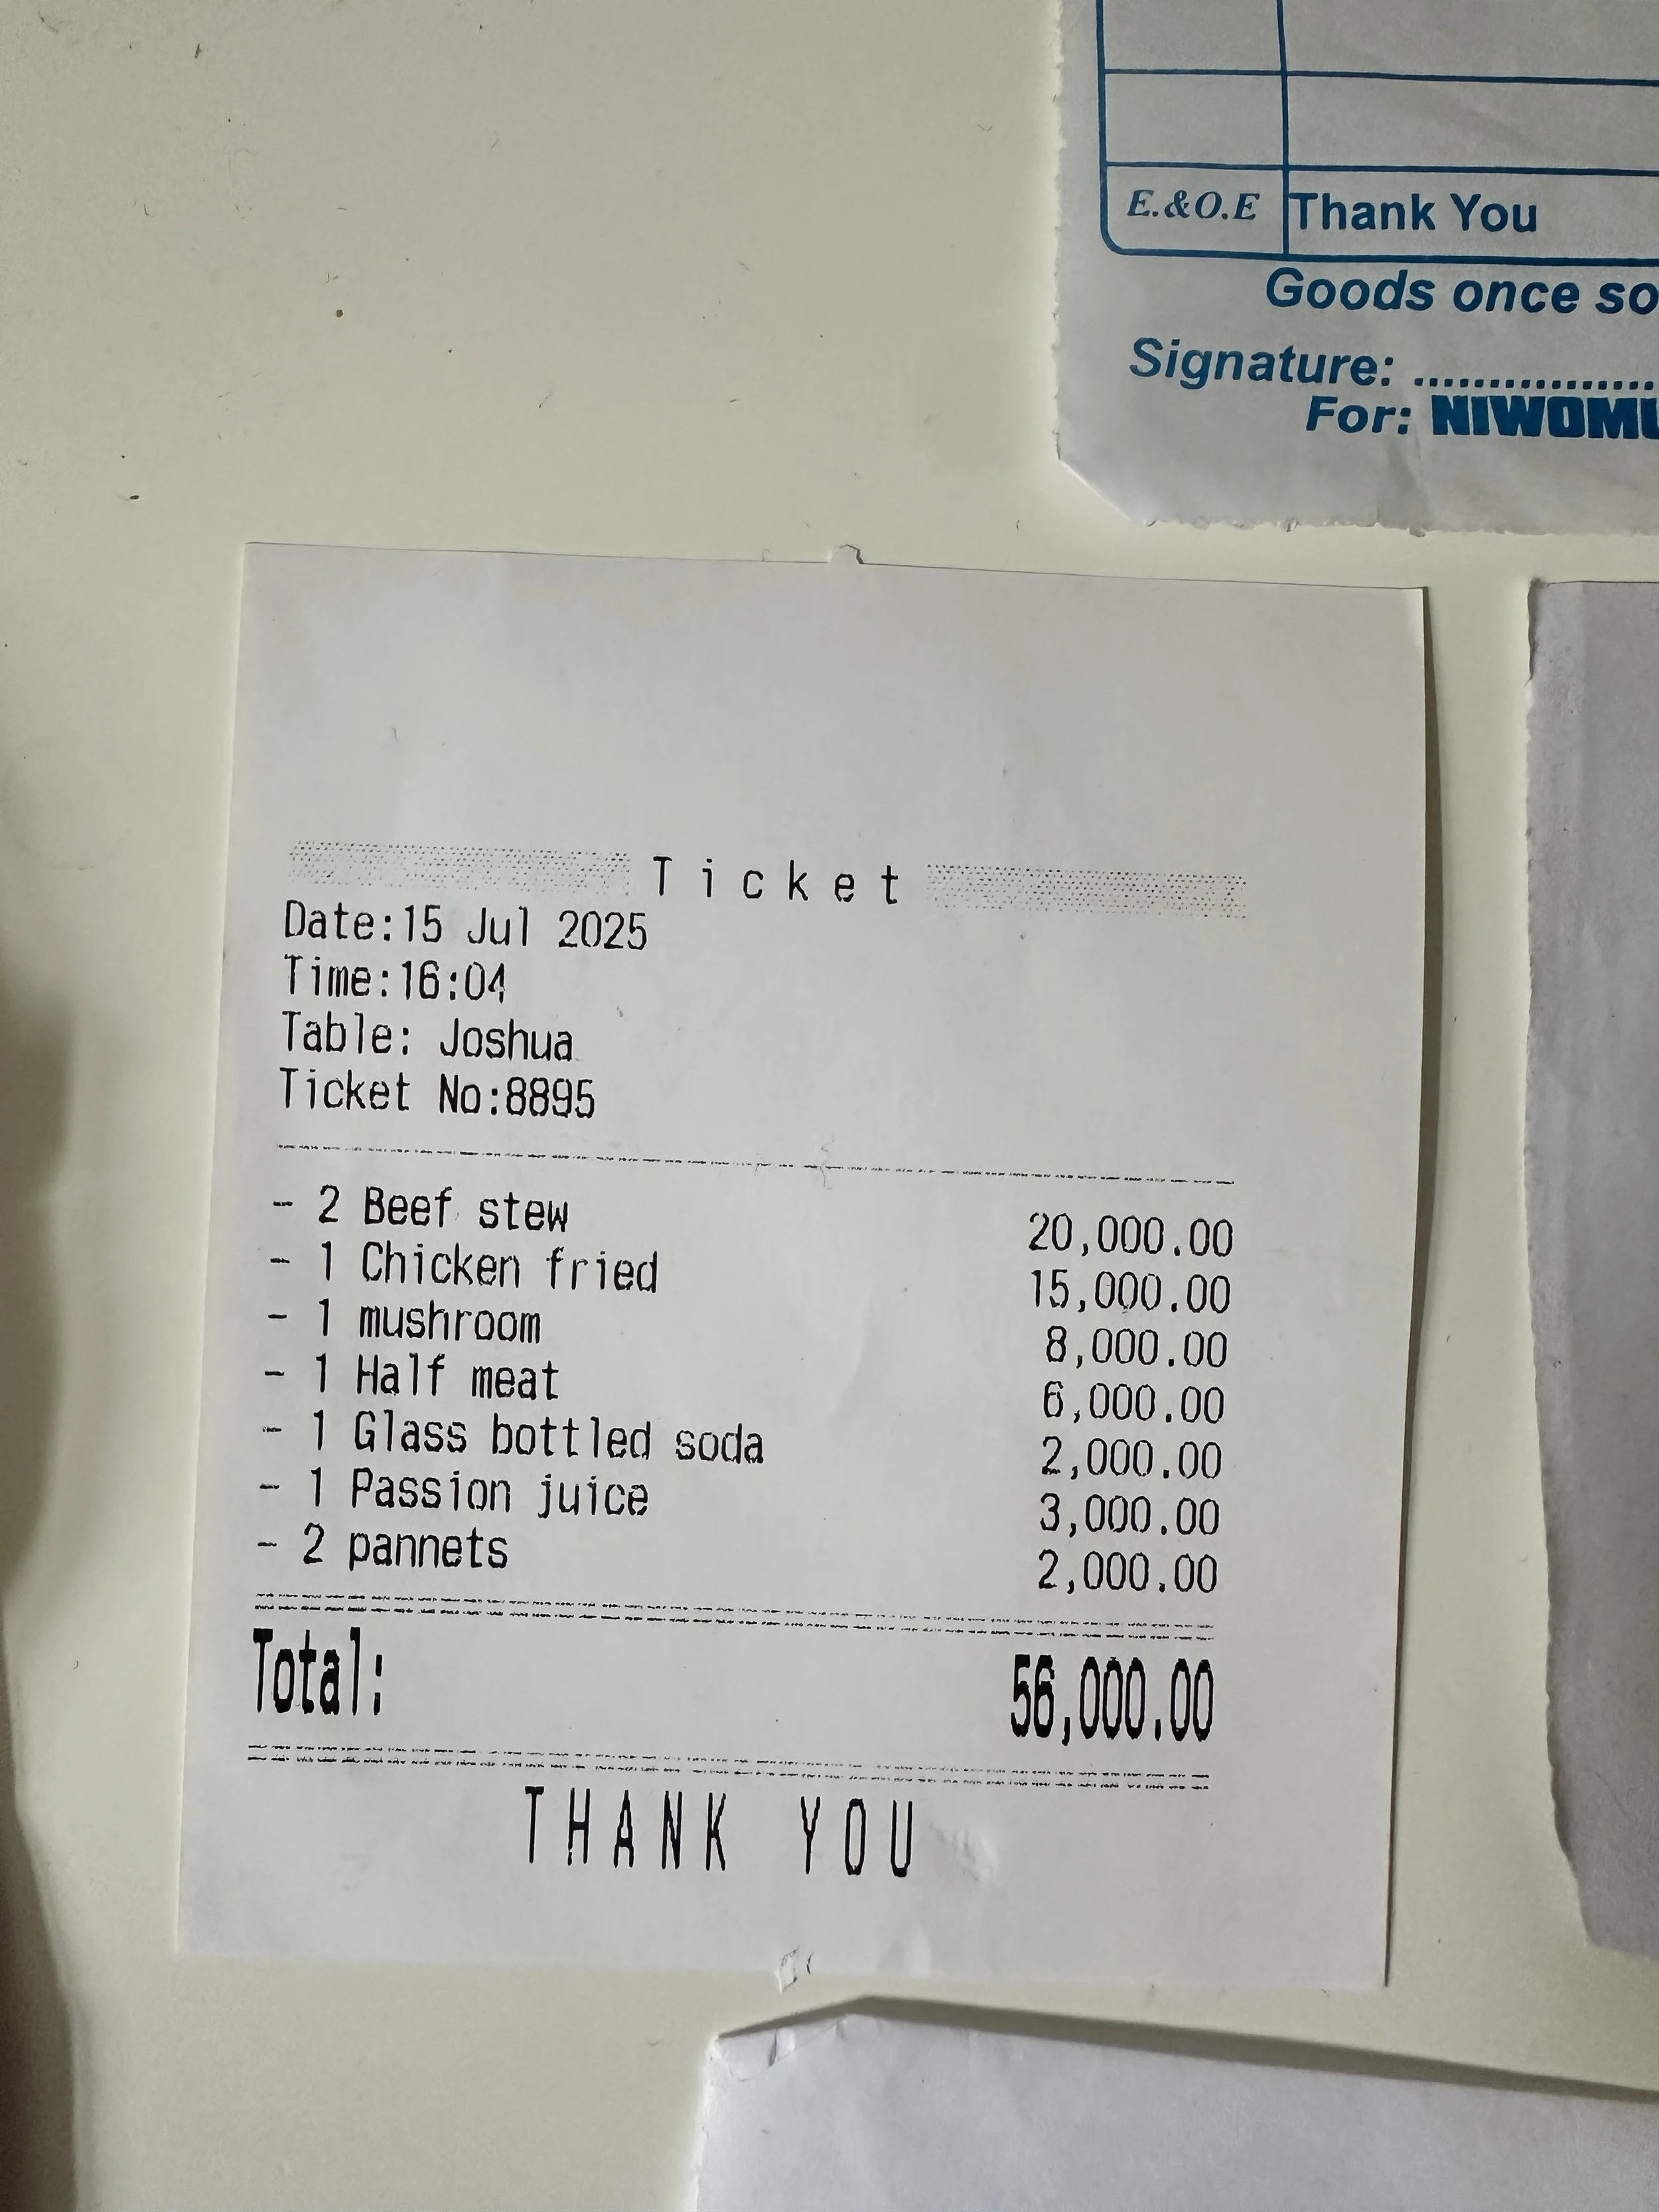 E.&O.E Thank You
Goods once
Signature: ......................
For:
Ticket
Date:15 Jul 2025
Time:16:04
Table: Joshua
Ticket No:8895
- 2 Beef stew 20,000.00
- 1 Chicken fried 15,000.00
- 1 mushroom 8,000.00
- 1 Half meat 6,000.00
- 1 Glass bottled soda 2,000.00
- 1 Passion juice 3,000.00
- 2 pannets 2,000.00
Total: 56,000.00
THANK YOU